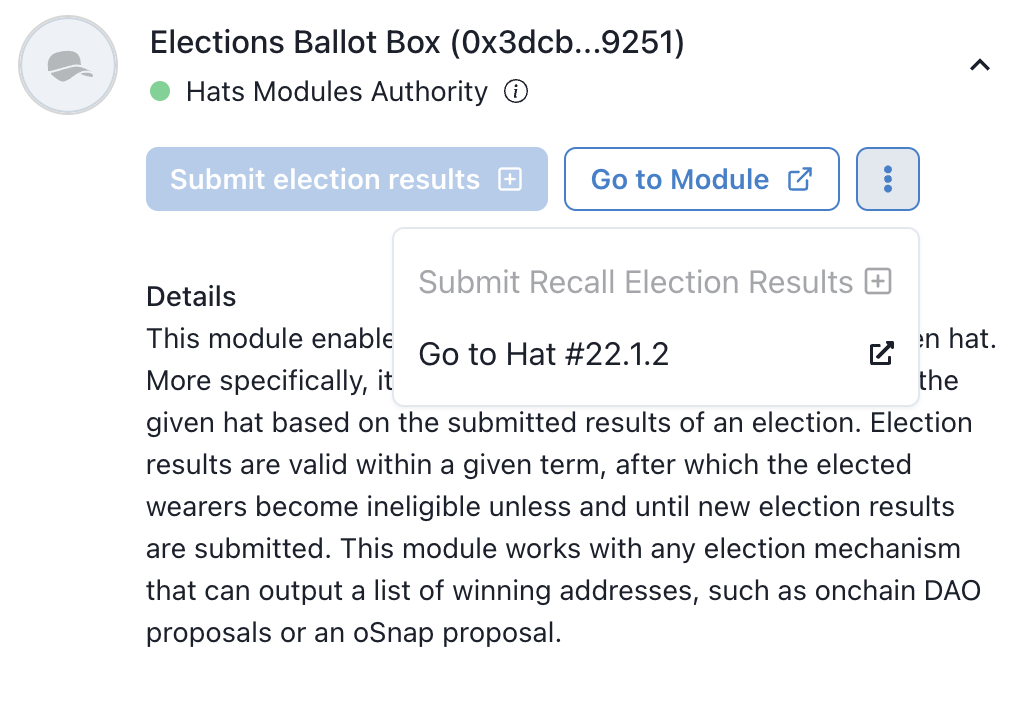 Elections Ballot Box (0x3dcb...9251)
Hats Modules Authority
Submit election results
Go to Module
Submit Recall Election Results
Go to Hat #22.1.2
Details
This module enable en hat.
More specifically, it the
given hat based on the submitted results of an election. Election
results are valid within a given term, after which the elected
wearers become ineligible unless and until new election results
are submitted. This module works with any election mechanism
that can output a list of winning addresses, such as onchain DAO
proposals or an oSnap proposal.